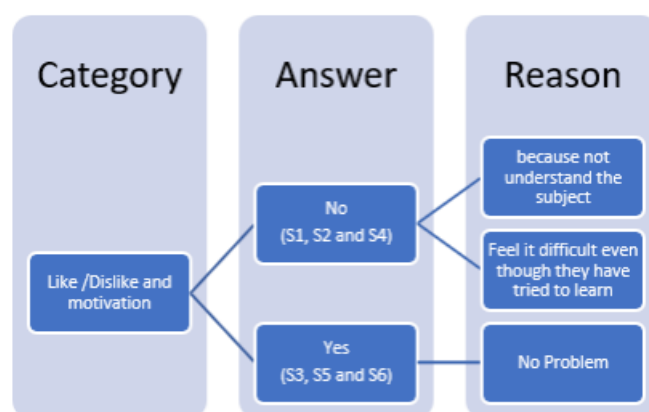 Category
Answer
Reason
Like /Dislike and
motivation
No
(S1, S2 and S4)
Yes
(S3, S5 and S6)
because not
understand the
subject
Feel it difficult even
though they have
tried to learn
No Problem